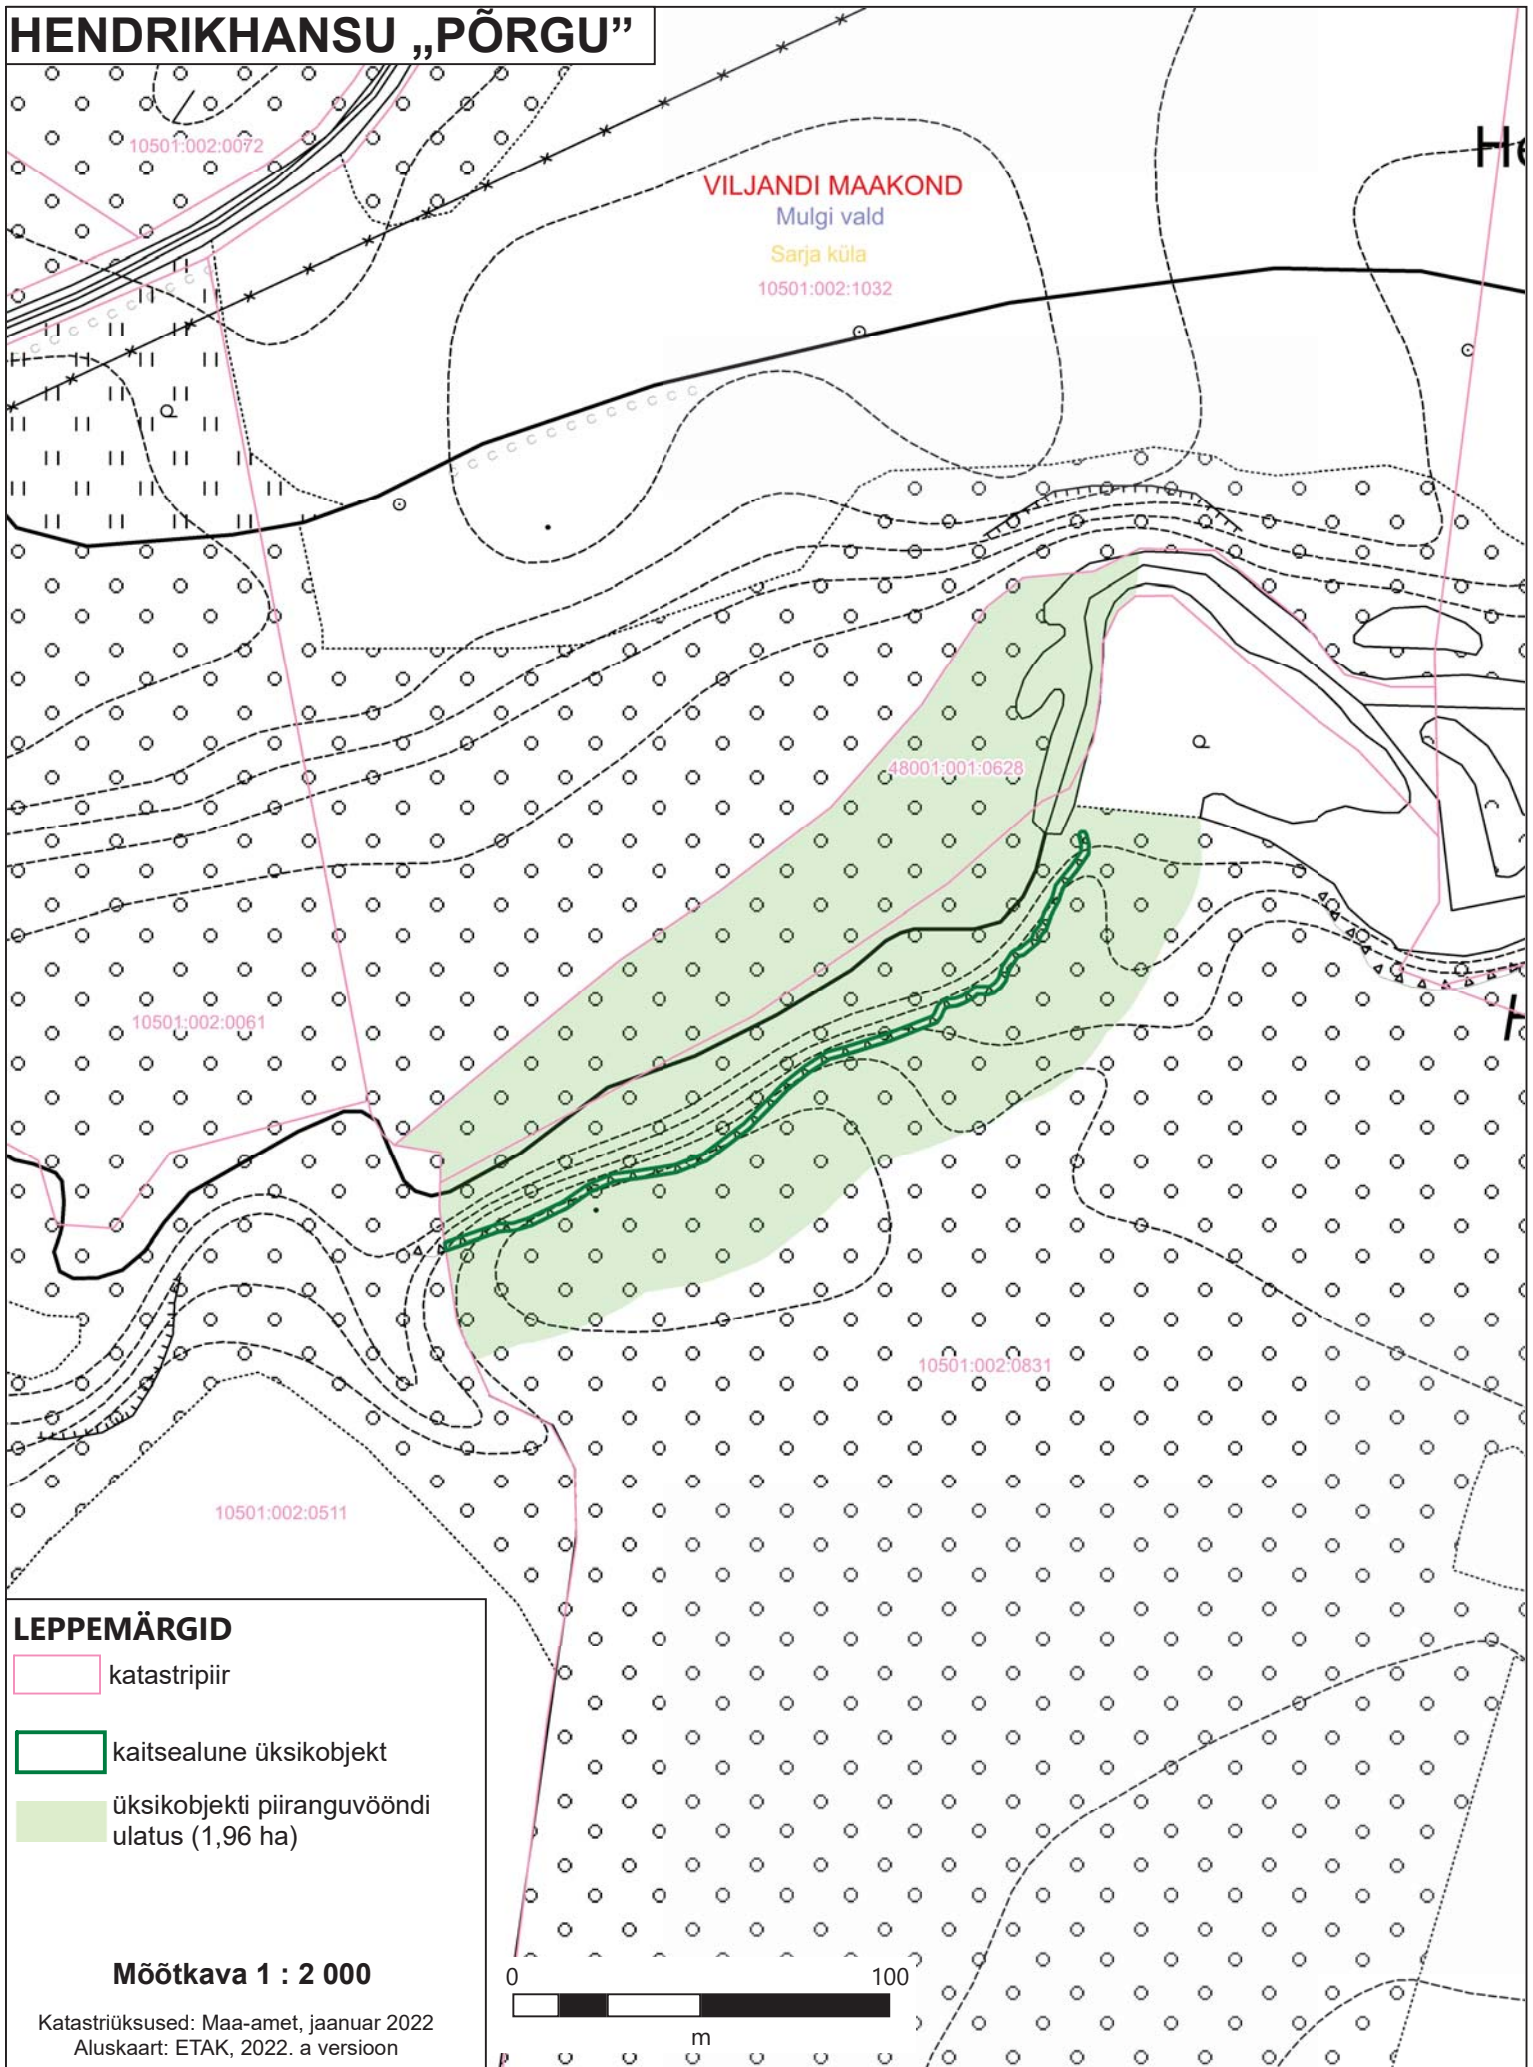 HENDRIKHANSU „PÕRGU”
10501:002:0072
VILJANDI MAAKOND
Mulgi vald
Sarja küla
10501:002:1032
48001:001:0628
10501:002:0061
10501:002:0831
10501:002:0511
LEPPEMÄRGID
katastripiir
kaitsealune üksikobjekt
üksikobjekti piiranguvööndi
ulatus (1,96 ha)
Mõõtkava 1 : 2 000
Katastriüksused: Maa-amet, jaanuar 2022
Aluskaart: ETAK, 2022. a versioon
0 100
m